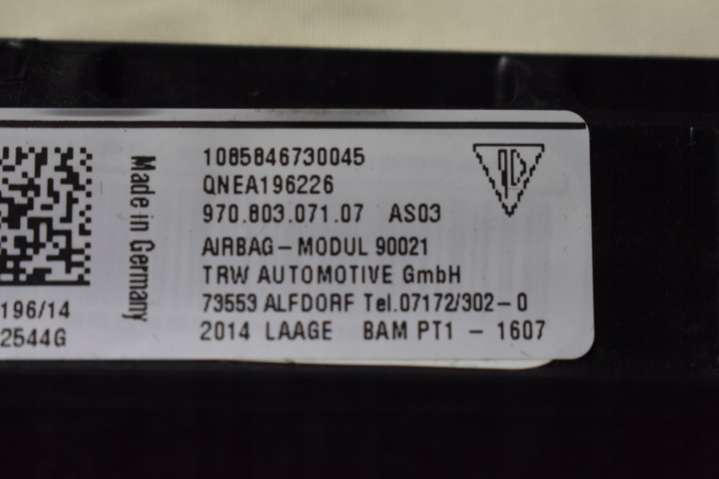 1085846730045
QNEA196226
970.803.071.07 AS03
AIRBAG-MODUL 90021
TRW AUTOMOTIVE GmbH
73553 ALFDORF Tel.07172/302-0
2014 LAAGE BAM PT1 - 1607
Made in Germany
196/14
2544G